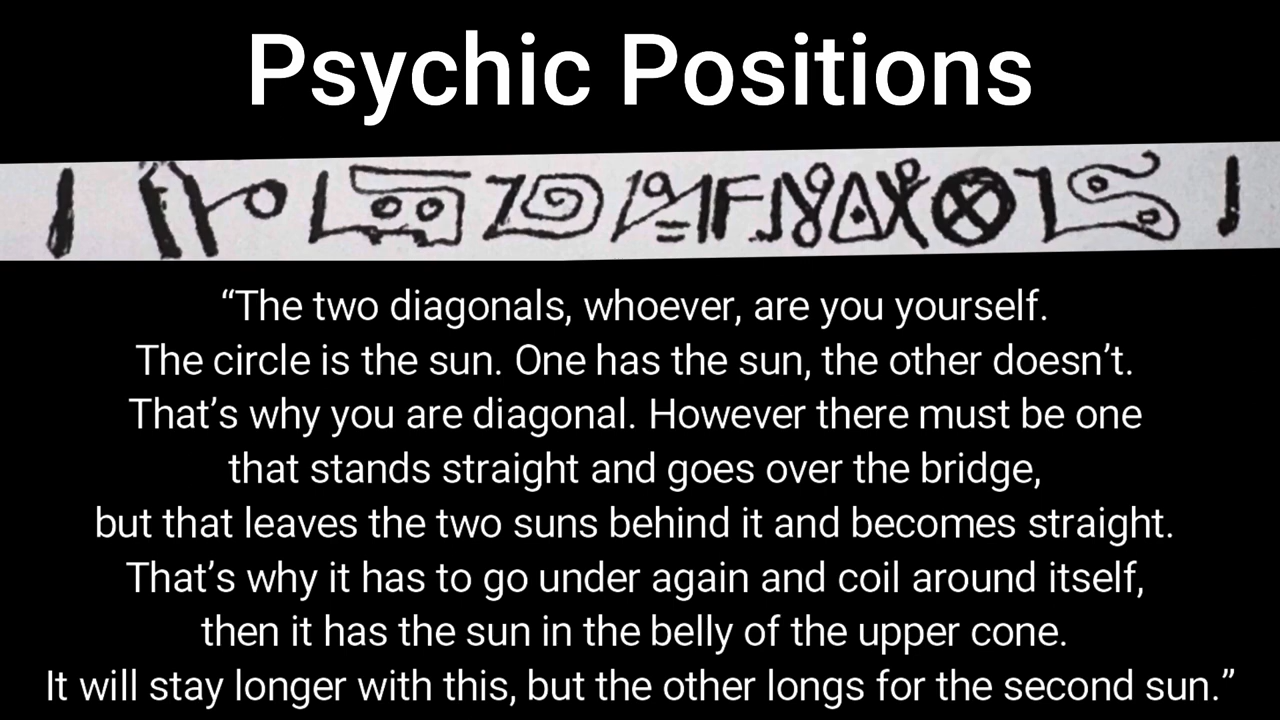 Psychic Positions
“The two diagonals, whoever, are you yourself.
The circle is the sun. One has the sun, the other doesn’t.
That’s why you are diagonal. However there must be one
that stands straight and goes over the bridge,
but that leaves the two suns behind it and becomes straight.
That’s why it has to go under again and coil around itself,
then it has the sun in the belly of the upper cone.
It will stay longer with this, but the other longs for the second sun.”